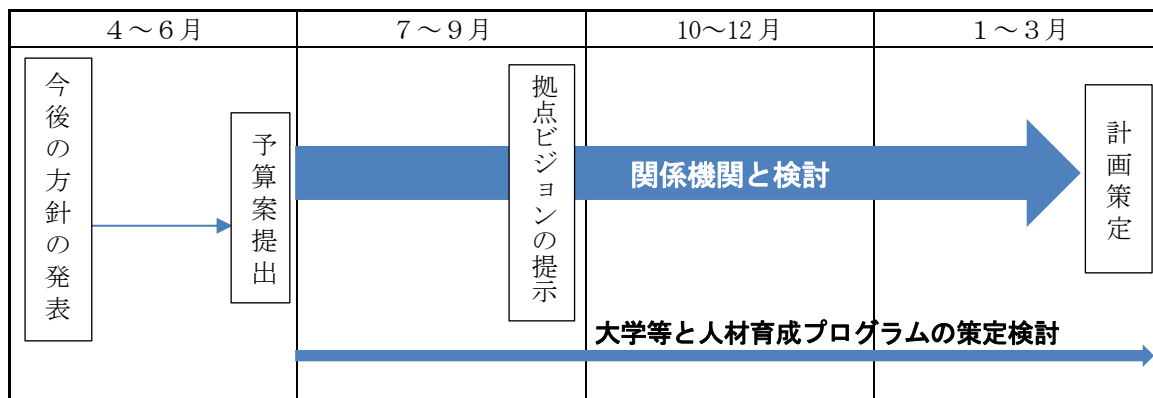 ４～６月
７～９月
10～12 月
１～３月
今後の方針の発表
予算案提出
拠点ビジョンの提示
関係機関と検討
計画策定
大学等と人材育成プログラムの策定検討